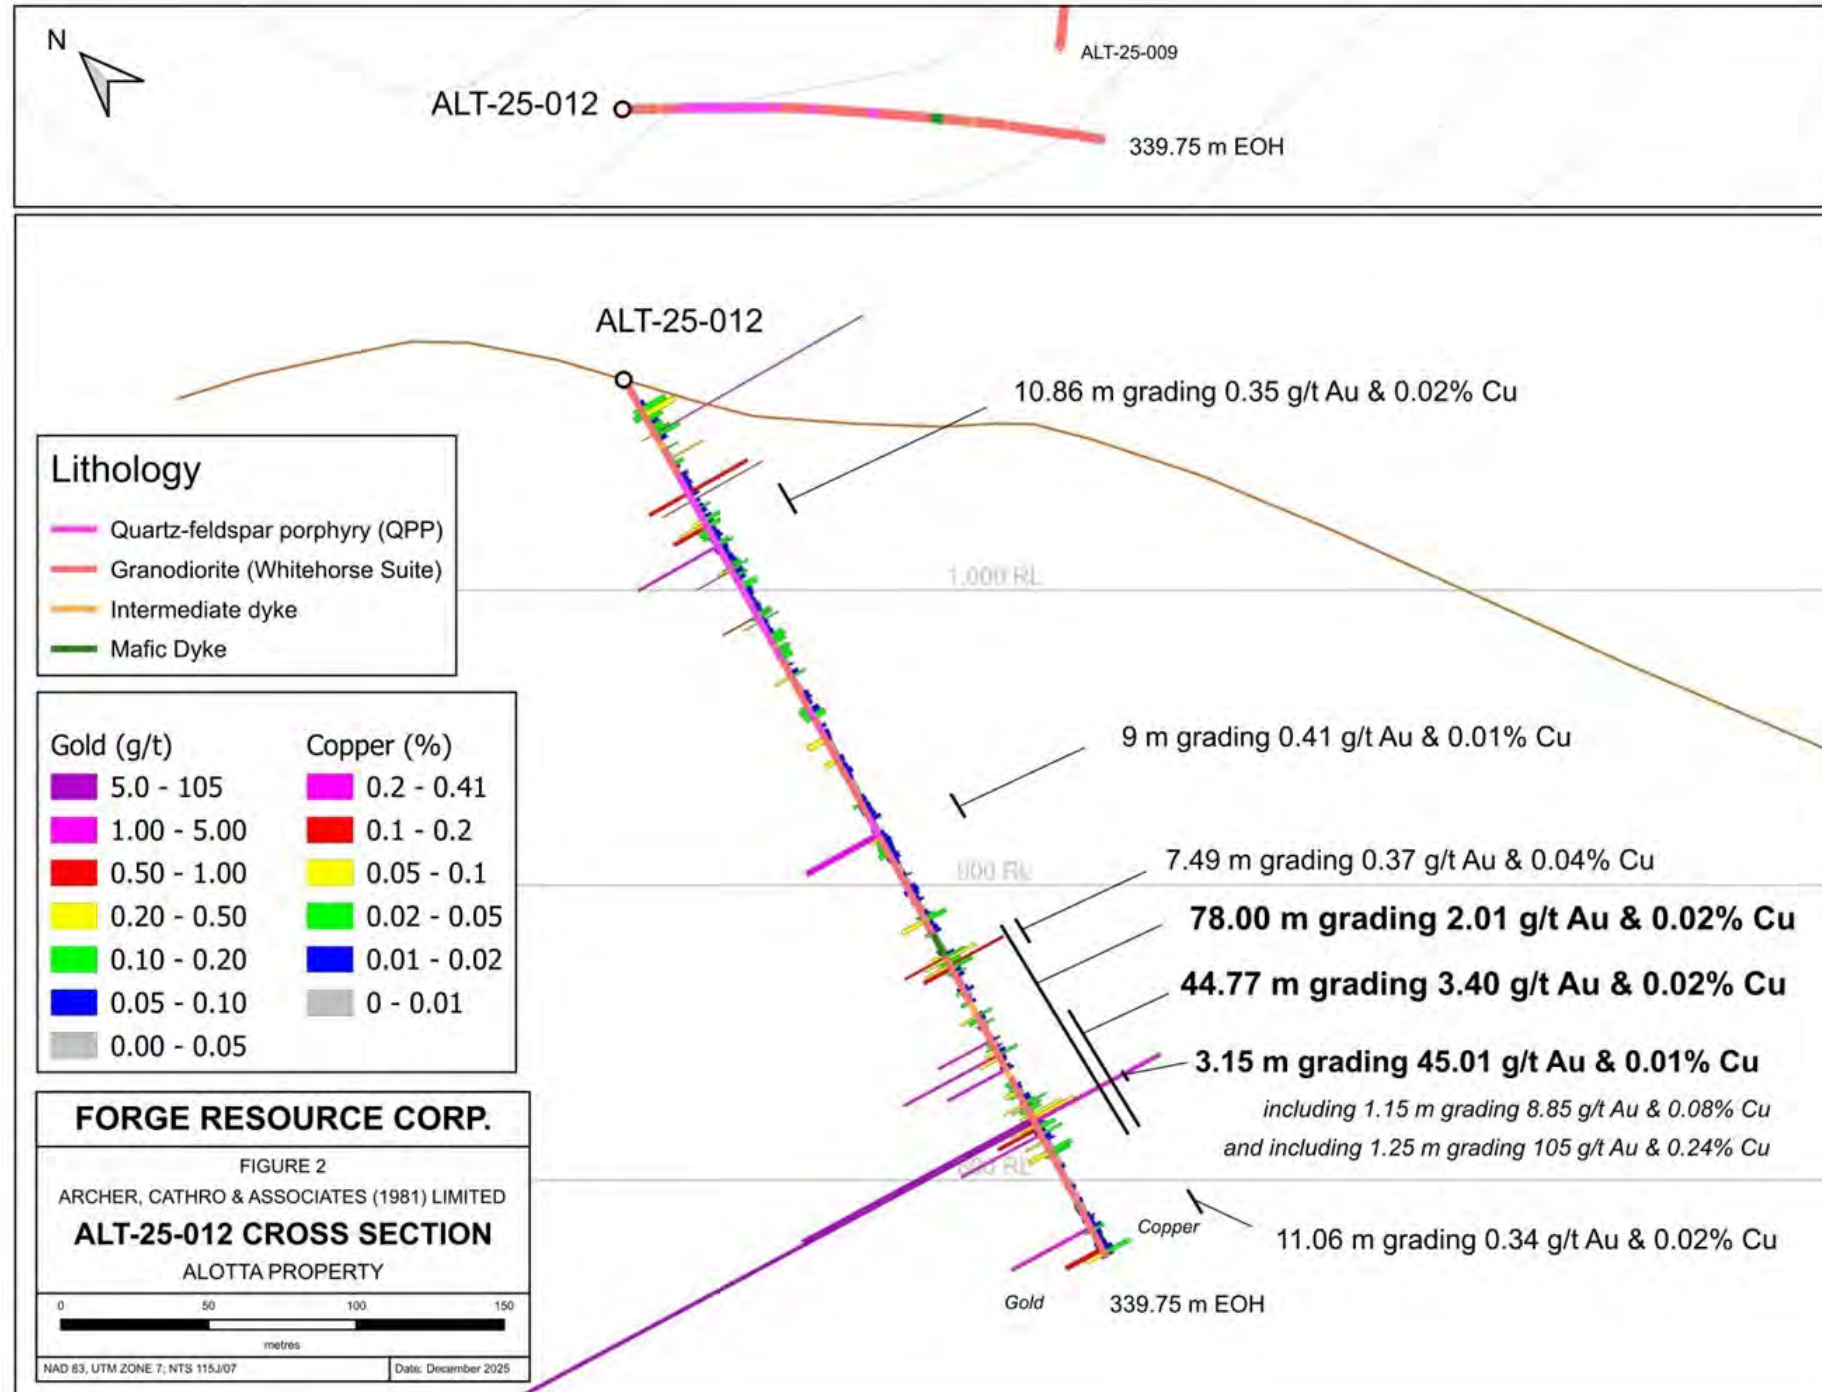 N
ALT-25-009
ALT-25-012
339.75 m EOH
ALT-25-012
10.86 m grading 0.35 g/t Au & 0.02% Cu
Lithology
Quartz-feldspar porphyry (QPP)
Granodiorite (Whitehorse Suite)
Intermediate dyke
Mafic Dyke
1,000 RL
9 m grading 0.41 g/t Au & 0.01% Cu
Gold (g/t)
5.0 - 105
1.00 - 5.00
0.50 - 1.00
0.20 - 0.50
0.10 - 0.20
0.05 - 0.10
0.00 - 0.05
Copper (%)
0.2 - 0.41
0.1 - 0.2
0.05 - 0.1
0.02 - 0.05
0.01 - 0.02
0 - 0.01
7.49 m grading 0.37 g/t Au & 0.04% Cu
78.00 m grading 2.01 g/t Au & 0.02% Cu
44.77 m grading 3.40 g/t Au & 0.02% Cu
3.15 m grading 45.01 g/t Au & 0.01% Cu
including 1.15 m grading 8.85 g/t Au & 0.08% Cu
and including 1.25 m grading 105 g/t Au & 0.24% Cu
RL
Copper
11.06 m grading 0.34 g/t Au & 0.02% Cu
Gold
339.75 m EOH
FORGE RESOURCE CORP.
FIGURE 2
ARCHER, CATHRO & ASSOCIATES (1981) LIMITED
ALT-25-012 CROSS SECTION
ALOTTA PROPERTY
0 50 100 150
metres
NAD 83, UTM ZONE 7; NTS 115J/07
Date: December 2025